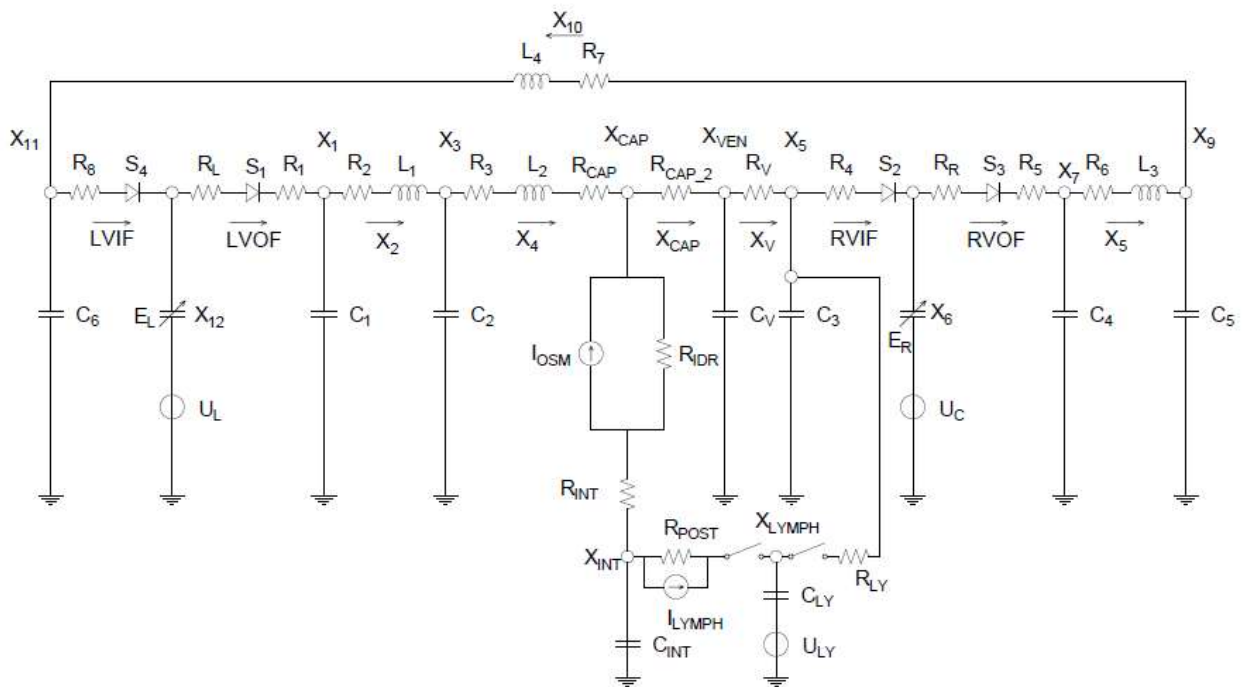 X10
L4 R7
X11 X1 X3 XCAP XVEN X5 X9
R8 S4 RL S1 R1 R2 L1 R3 L2 RCAP RCAP_2 RV R4 S2 RR S3 R5 X7 R6 L3
LVIF LVOF X2 X4 XCAP XV RVIF RVOF X5
C6 EL X12 C1 C2 CV C3 X6 ER C4 C5
IOSM RIDR
UL UC
RINT
RPOST XLYMPH
XINT RLY
ILYMPH CLY
CINT ULY